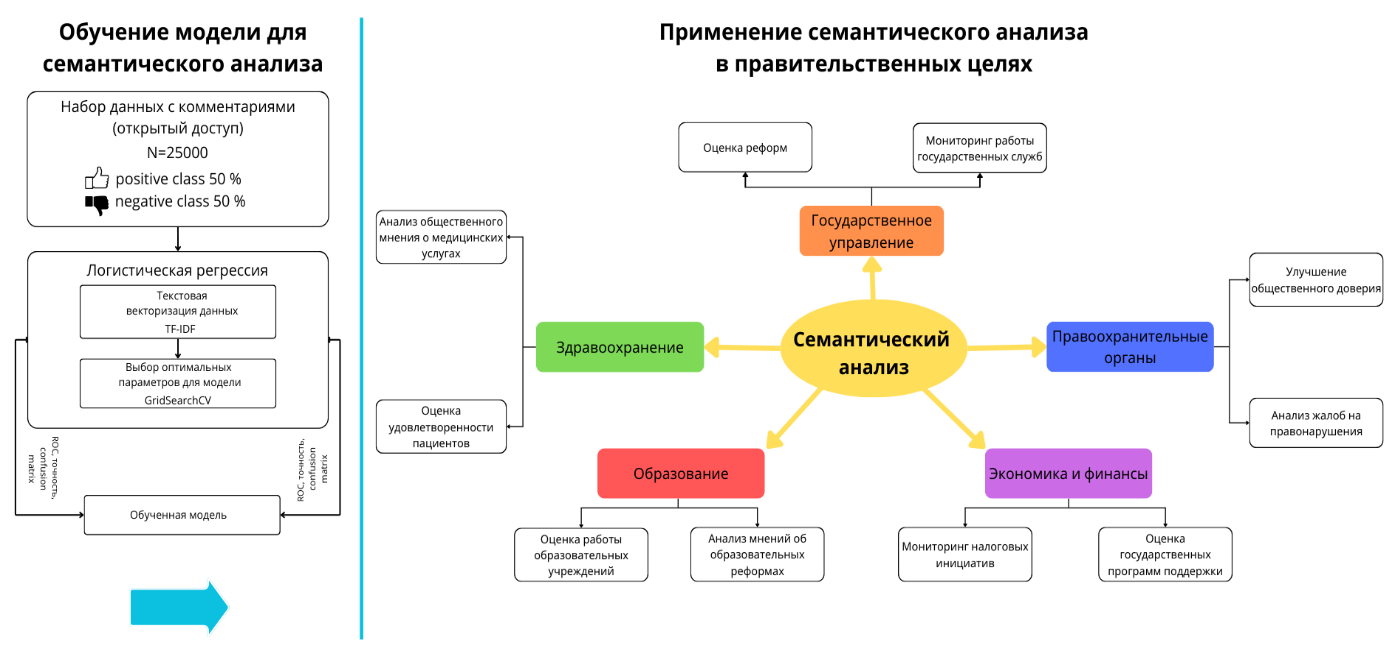 Обучение модели для
семантического анализа
Набор данных с комментариями
(открытый доступ)
N=25000
positive class 50 %
negative class 50 %
Логистическая регрессия
Текстовая
векторизация данных
TF-IDF
Выбор оптимальных
параметров для модели
GridSearchCV
ROC, точность,
confusion
matrix
ROC, точность,
confusion
matrix
Обученная модель
Применение семантического анализа
в правительственных целях
Оценка реформ
Мониторинг работы
государственных служб
Государственное
управление
Анализ общественного
мнения о медицинских
услугах
Здравоохранение
Оценка
удовлетворенности
пациентов
Семантический
анализ
Правоохранительные
органы
Улучшение
общественного доверия
Анализ жалоб на
правонарушения
Образование
Оценка работы
образовательных
учреждений
Анализ мнений об
образовательных
реформах
Экономика и финансы
Мониторинг налоговых
инициатив
Оценка
государственных
программ поддержки